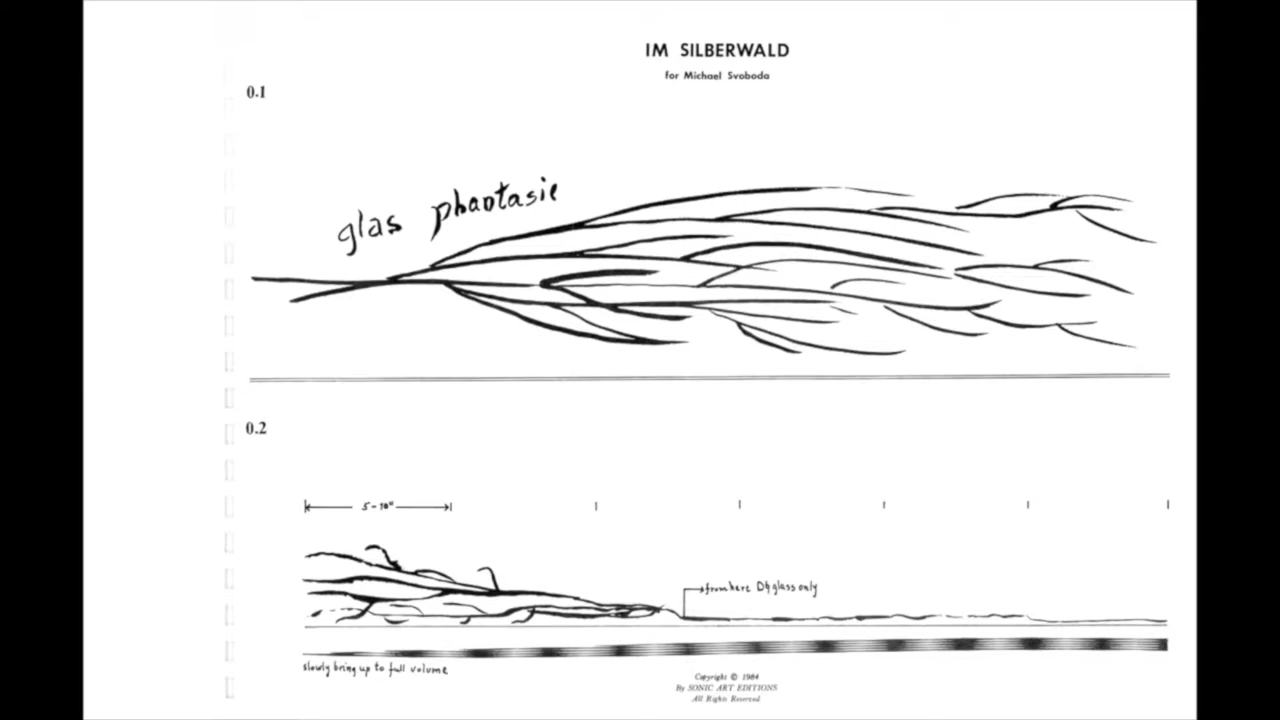 IM SILBERWALD
for Michael Svoboda
0.1
glas phantasie
0.2
5-10"
from here D4 glass only
slowly bring up to full volume
Copyright © 1984
By SONIC ART EDITIONS
All Rights Reserved